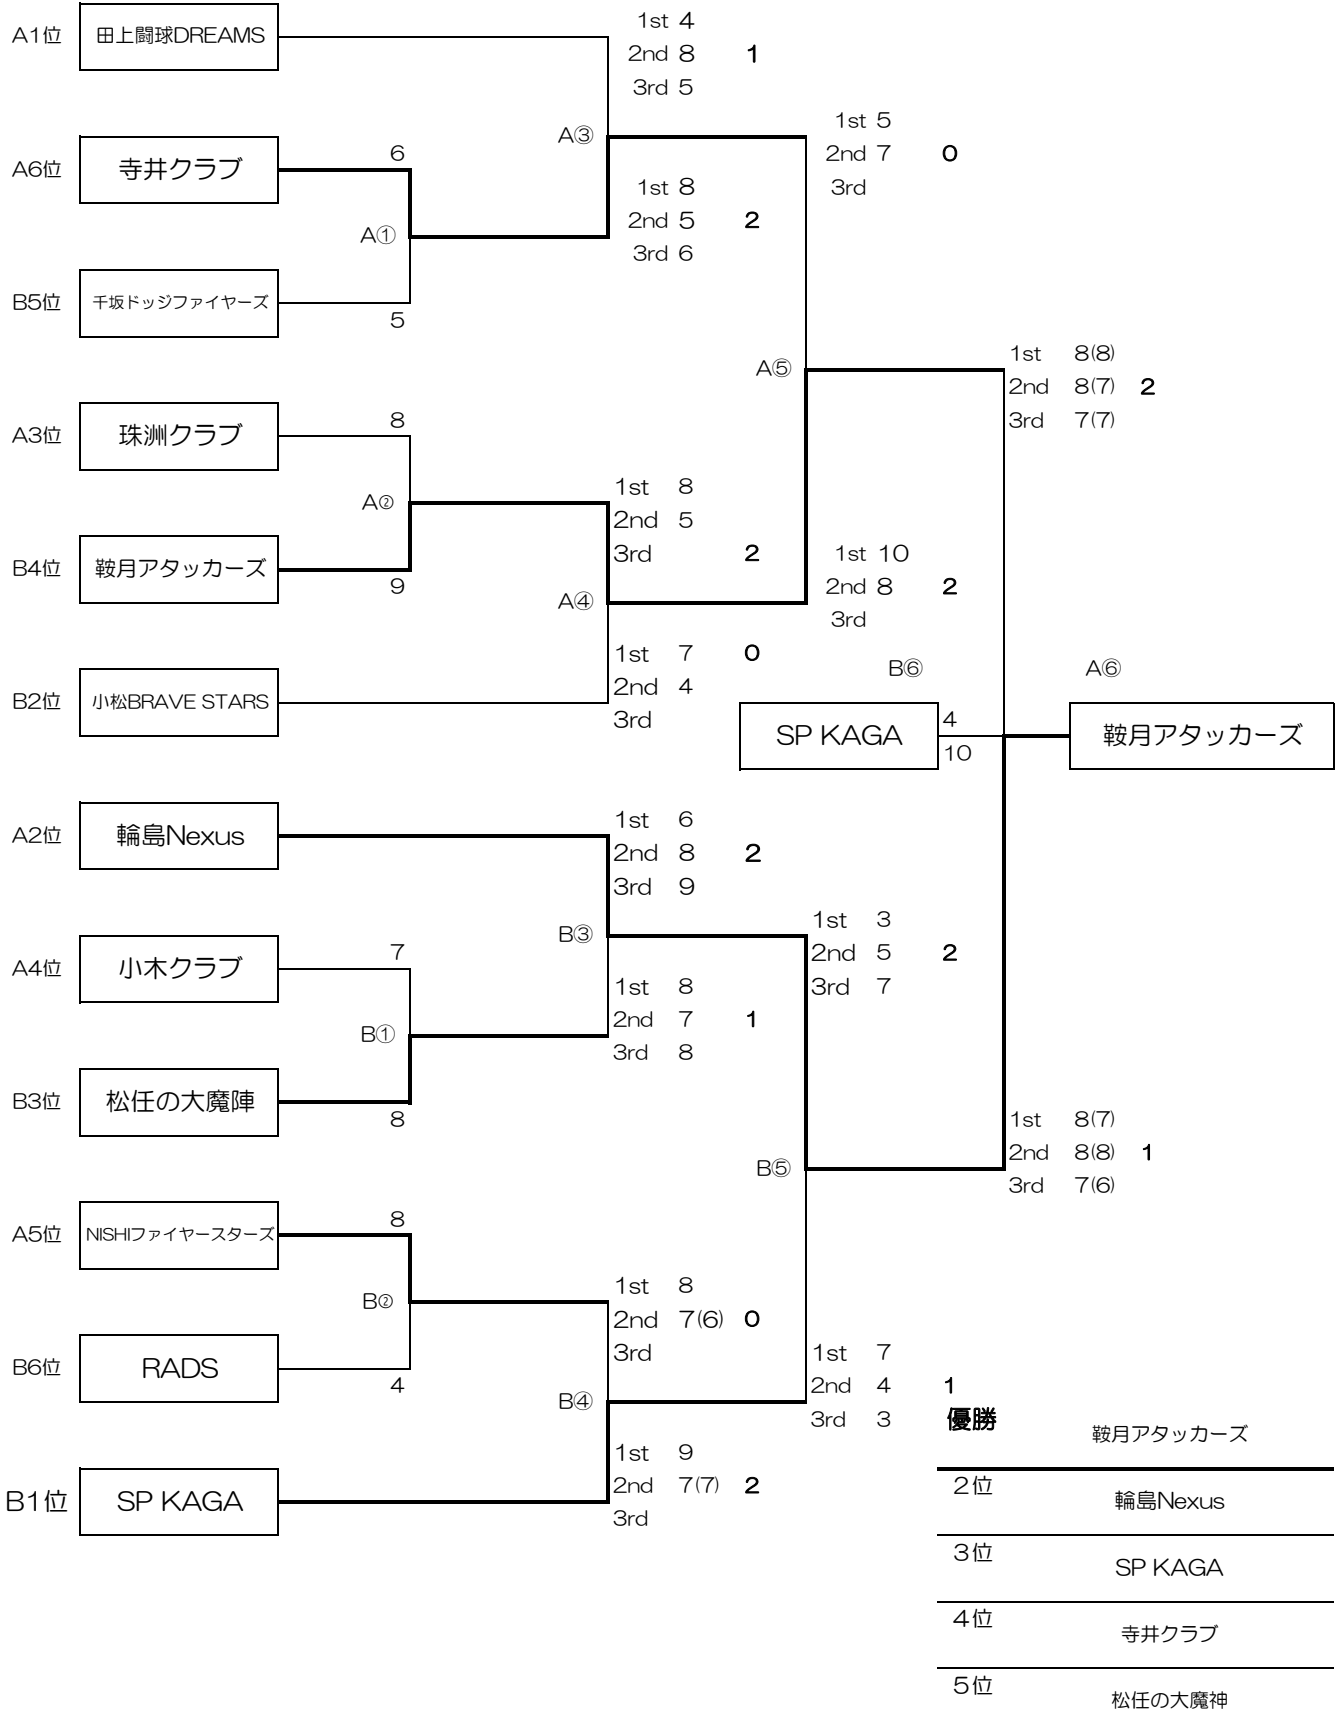 A1位 田上闘球DREAMS
1st 4
2nd 8 1
3rd 5
A③
1st 5
2nd 7 0
3rd
A6位 寺井クラブ 6
1st 8
2nd 5 2
3rd 6
A①
B5位 千坂ドッジファイヤーズ
5
A⑤
1st 8(8)
2nd 8(7) 2
3rd 7(7)
A3位 珠洲クラブ 8
A②
1st 8
2nd 5
3rd 2
B4位 鞍月アタッカーズ
9
A④
1st 10
2nd 8 2
3rd
1st 7 0
2nd 4
3rd
B2位 小松BRAVE STARS
B⑥ A⑥
SP KAGA 4
10
鞍月アタッカーズ
A2位 輪島Nexus
1st 6
2nd 8 2
3rd 9
B③
1st 3
2nd 5 2
3rd 7
A4位 小木クラブ 7
1st 8
2nd 7 1
3rd 8
B①
B3位 松任の大魔陣
8
B⑤
1st 8(7)
2nd 8(8) 1
3rd 7(6)
A5位 NISHIファイヤースターズ 8
B②
1st 8
2nd 7(6) 0
3rd
B6位 RADS
4
B④
1st 7
2nd 4 1
3rd 3
1st 9
2nd 7(7) 2
3rd
B1位 SP KAGA
優勝 鞍月アタッカーズ
2位 輪島Nexus
3位 SP KAGA
4位 寺井クラブ
5位 松任の大魔神